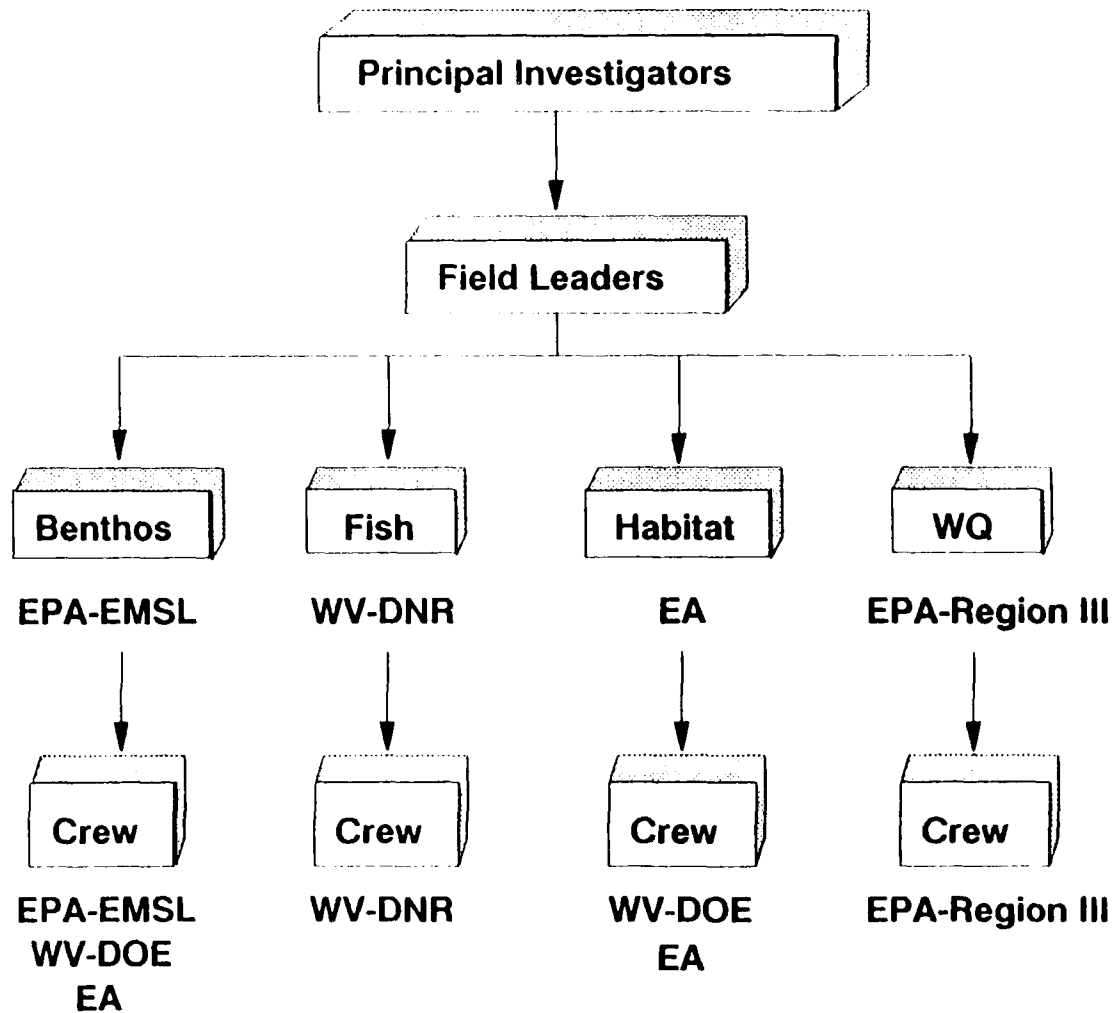 Principal Investigators
Field Leaders
Benthos
Fish
Habitat
WQ
EPA-EMSL
WV-DNR
EA
EPA-Region III
Crew
Crew
Crew
Crew
EPA-EMSL
WV-DOE
EA
WV-DNR
WV-DOE
EA
EPA-Region III